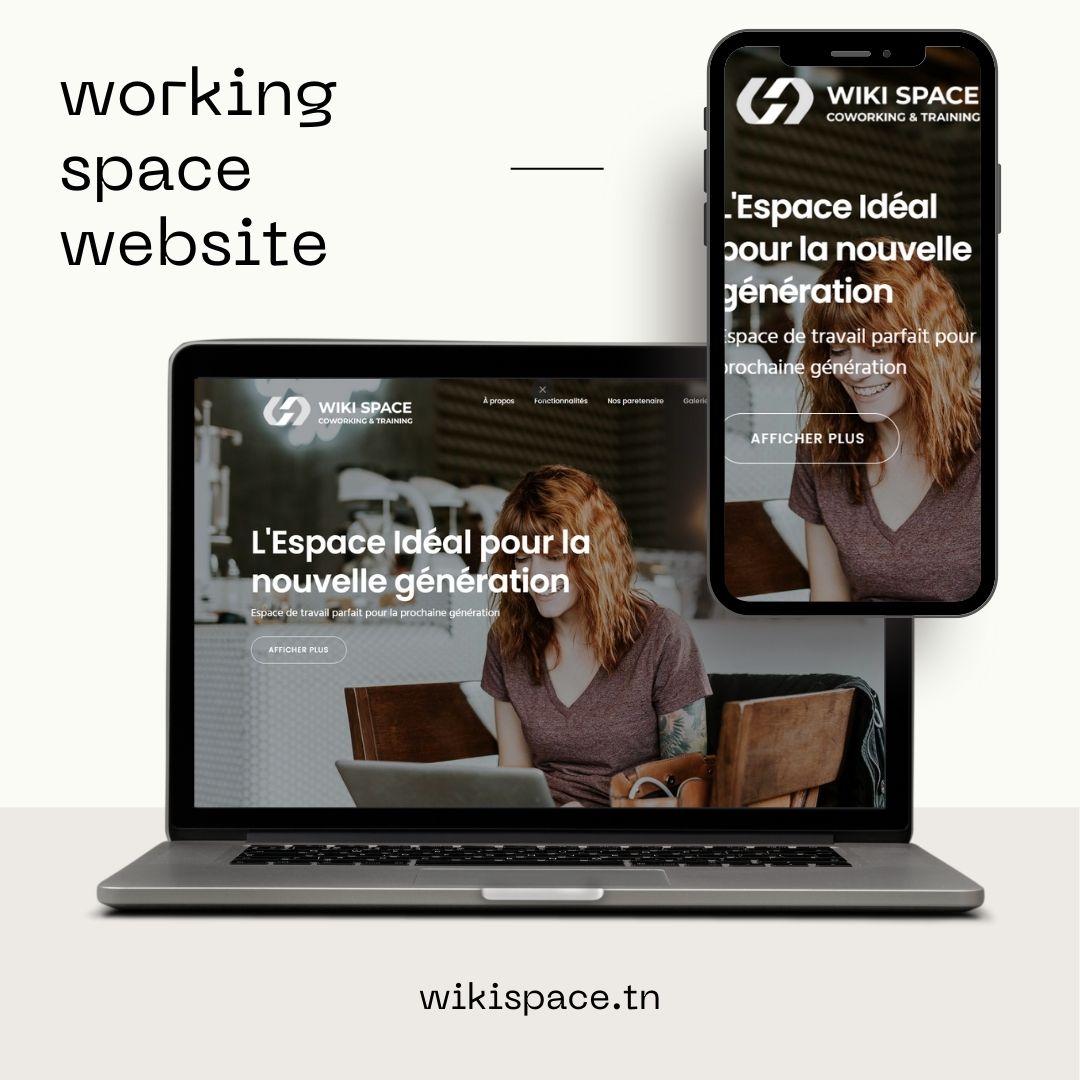 working
space
website
WIKI SPACE
COWORKING & TRAINING
L'Espace Idéal
pour la nouvelle
génération
Espace de travail parfait pour
prochaine génération
AFFICHER PLUS
WIKI SPACE
COWORKING & TRAINING
À propos
Fonctionnalités
Nos paretenaire
Galerie
L'Espace Idéal pour la
nouvelle génération
Espace de travail parfait pour la prochaine génération
AFFICHER PLUS
wikispace.tn